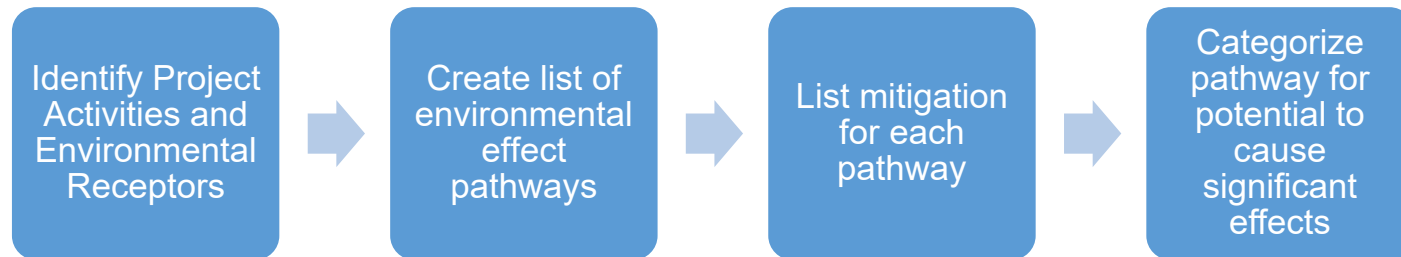 Identify Project
Activities and
Environmental
Receptors
Create list of
environmental
effect
pathways
List mitigation
for each
pathway
Categorize
pathway for
potential to
cause
significant
effects